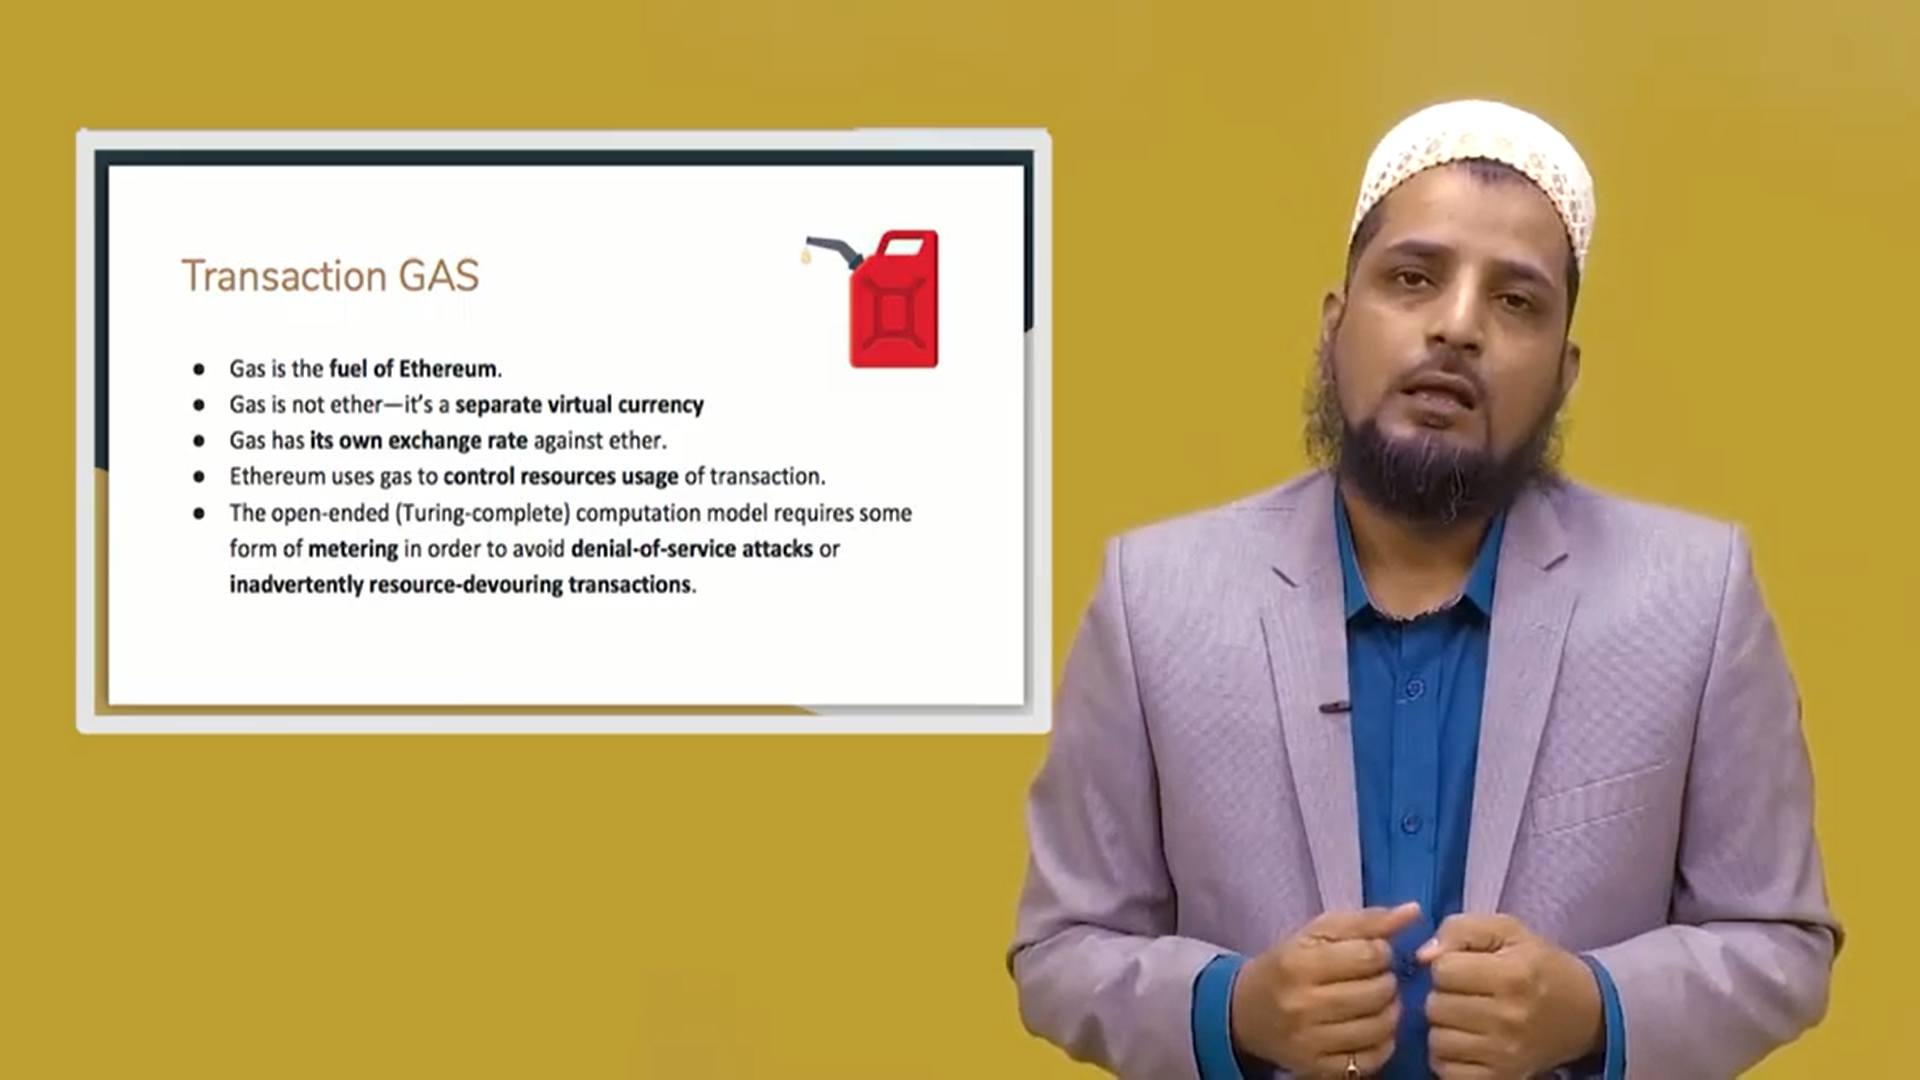 Transaction GAS
● Gas is the fuel of Ethereum.
● Gas is not ether—it's a separate virtual currency
● Gas has its own exchange rate against ether.
● Ethereum uses gas to control resources usage of transaction.
● The open-ended (Turing-complete) computation model requires some
form of metering in order to avoid denial-of-service attacks or
inadvertently resource-devouring transactions.